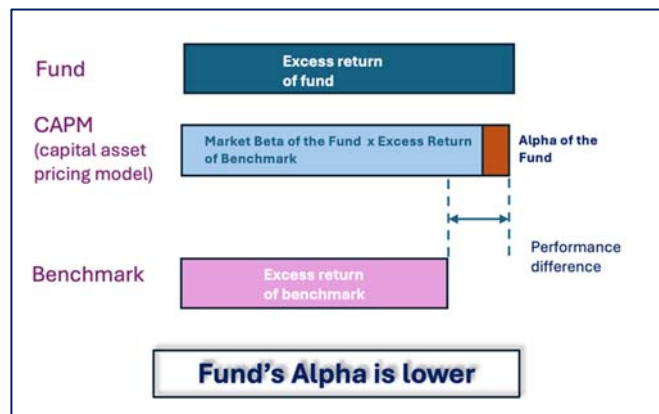 Fund
Excess return
of fund
CAPM
(capital asset
pricing model)
Market Beta of the Fund x Excess Return
of Benchmark
Alpha of the
Fund
Performance
difference
Benchmark
Excess return
of benchmark
Fund's Alpha is lower